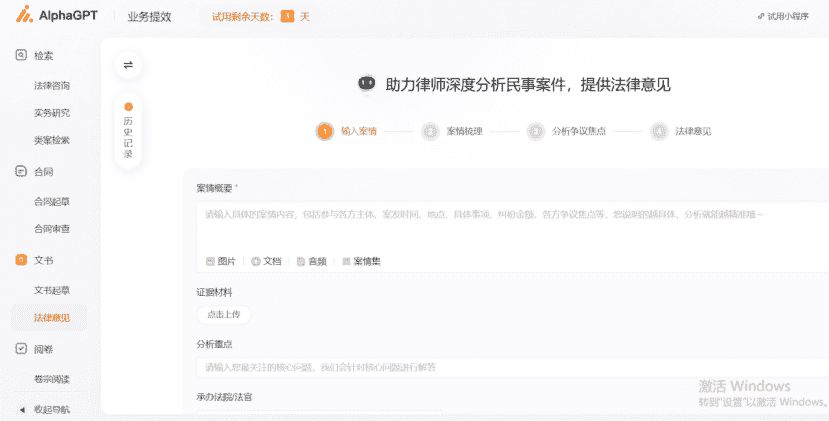 AlphaGPT
业务提效
试用剩余天数： 3 天
试用小程序
检索
法律咨询
实务研究
类案检索
合同
合同起草
合同审查
文书
文书起草
法律意见
阅卷
卷宗阅读
收起导航
历史记录
助力律师深度分析民事案件，提供法律意见
1 输入案情 2 案情梳理 3 分析争议焦点 4 法律意见
案情概要 *
请输入具体的案情内容，包括参与各方主体、案发时间、地点、具体事项、纠纷金额、各方争议焦点等，您说明的越具体，分析就能越精准哦~
图片 文档 音频 案情集
证据材料
点击上传
分析重点
请输入您最关注的核心问题，我们会针对核心问题进行解答
承办法院/法官
激活 Windows
转到"设置"以激活 Windows。